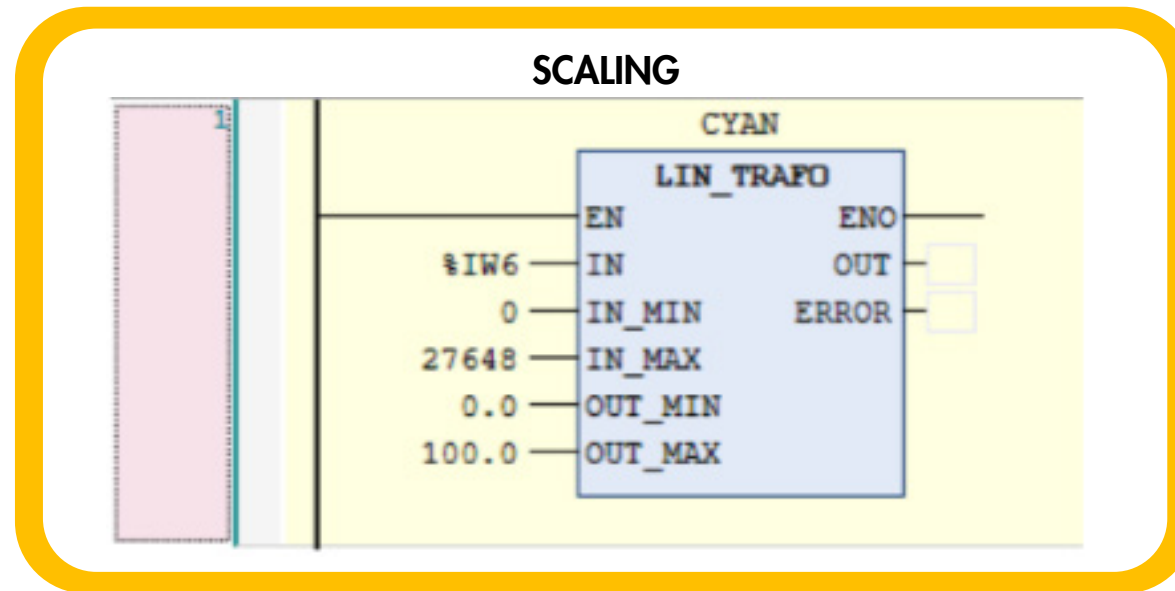 SCALING
1
CYAN
LIN_TRAFO
EN ENO
%IW6 IN OUT
0 IN_MIN ERROR
27648 IN_MAX
0.0 OUT_MIN
100.0 OUT_MAX